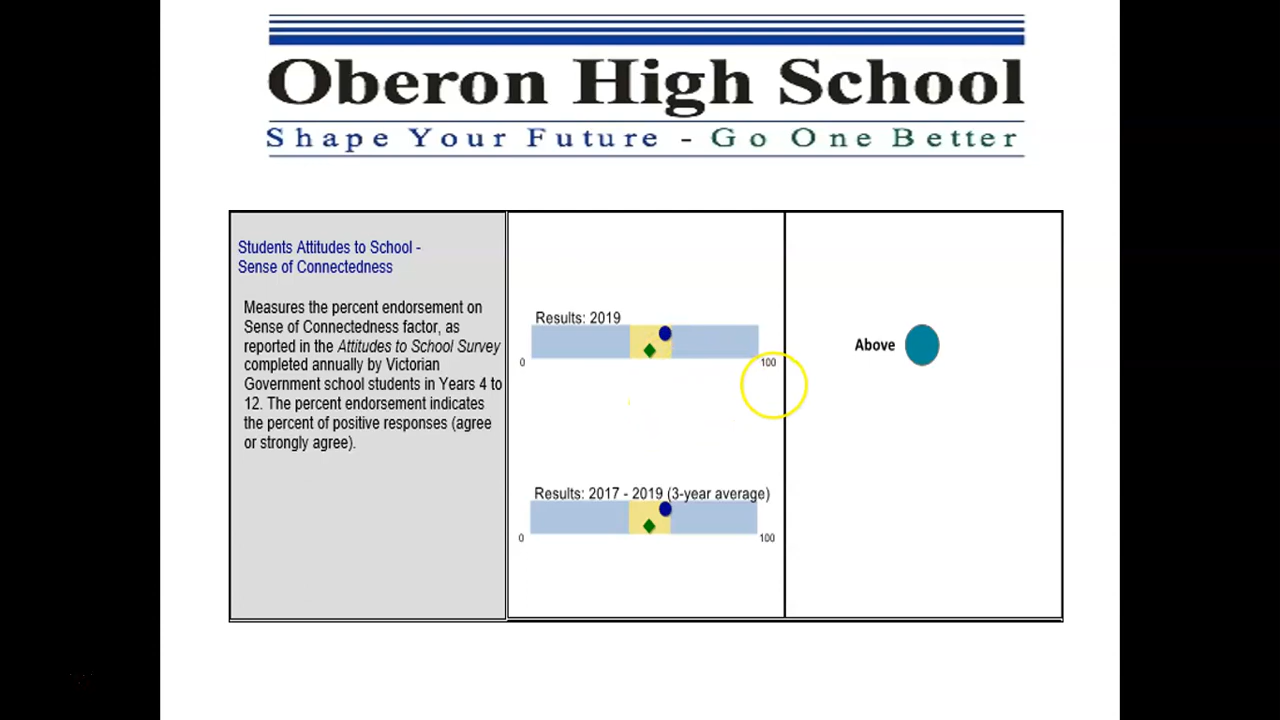 Oberon High School
Shape Your Future - Go One Better
Students Attitudes to School -
Sense of Connectedness
Measures the percent endorsement on
Sense of Connectedness factor, as
reported in the Attitudes to School Survey
completed annually by Victorian
Government school students in Years 4 to
12. The percent endorsement indicates
the percent of positive responses (agree
or strongly agree).
Results: 2019
0
100
Results: 2017 - 2019 (3-year average)
0
100
Above